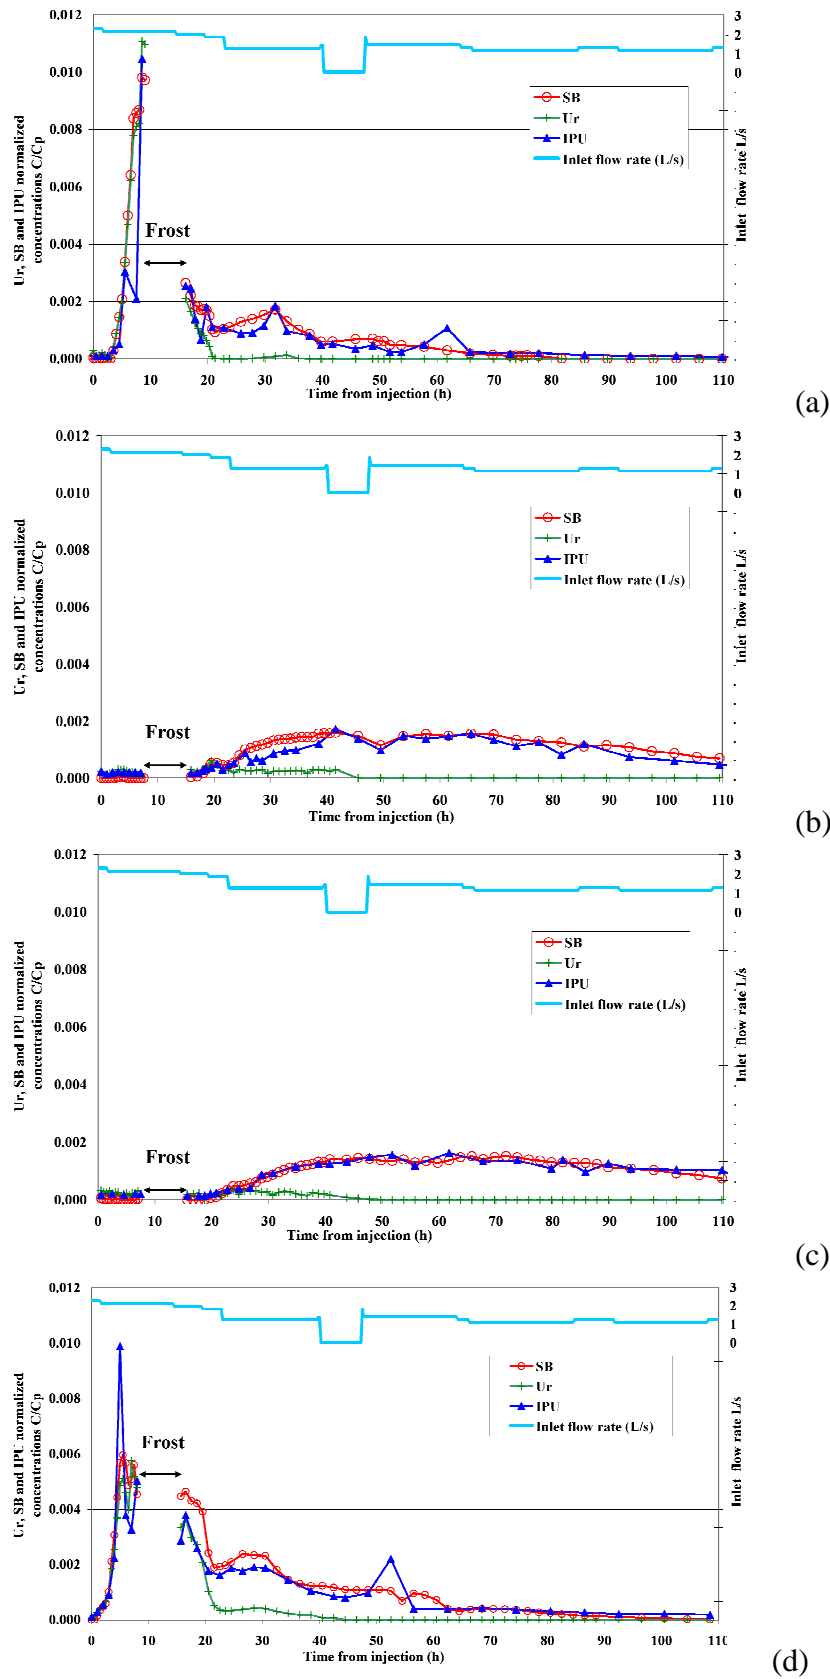 0.012
0.010
0.008
0.006
0.004
0.002
0.000
Ur, SB and IPU normalized
concentrations C/Cp
3
2
1
0
Inlet flow rate L/s
SB
Ur
IPU
Inlet flow rate (L/s)
Frost
0 10 20 30 40 50 60 70 80 90 100 110
Time from injection (h)
(a)
0.012
0.010
0.008
0.006
0.004
0.002
0.000
Ur, SB and IPU normalized
concentrations C/Cp
3
2
1
0
Inlet flow rate L/s
SB
Ur
IPU
Inlet flow rate (L/s)
Frost
0 10 20 30 40 50 60 70 80 90 100 110
Time from injection (h)
(b)
0.012
0.010
0.008
0.006
0.004
0.002
0.000
Ur, SB and IPU normalized
concentrations C/Cp
3
2
1
0
Inlet flow rate L/s
SB
Ur
IPU
Inlet flow rate (L/s)
Frost
0 10 20 30 40 50 60 70 80 90 100 110
Time from injection (h)
(c)
0.012
0.010
0.008
0.006
0.004
0.002
0.000
Ur, SB and IPU normalized
concentrations C/Cp
3
2
1
0
Inlet flow rate L/s
SB
Ur
IPU
Inlet flow rate (L/s)
Frost
0 10 20 30 40 50 60 70 80 90 100 110
Time from injection (h)
(d)